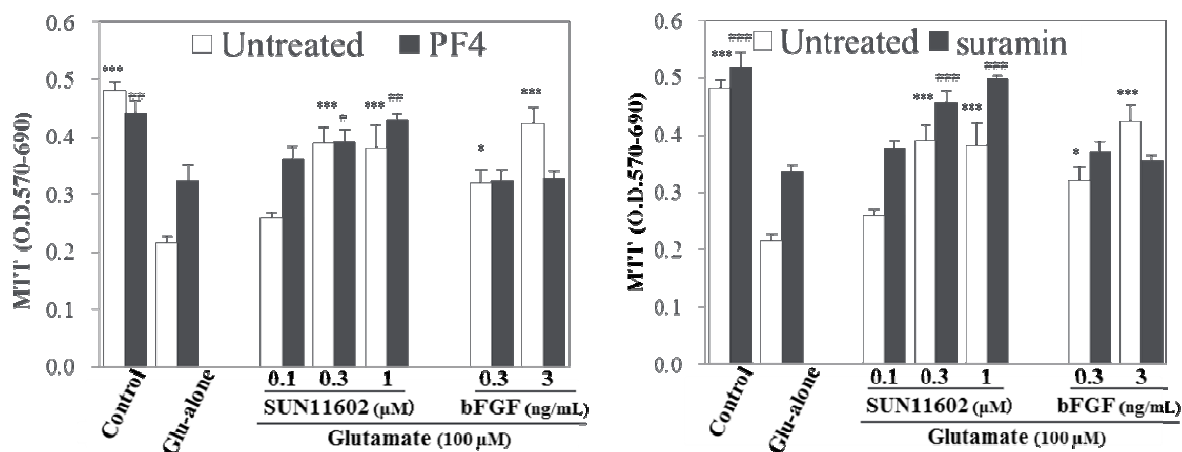 0.6
0.5
0.4
0.3
0.2
0.1
0.0
MTT (O.D.570-690)
Untreated PF4
***
##
***
#
***
##
*
***
Control
Glu-alone
0.1 0.3 1
SUN11602 (μM)
0.3 3
bFGF (ng/mL)
Glutamate (100 μM)
0.6
0.5
0.4
0.3
0.2
0.1
0.0
MTT (O.D.570-690)
Untreated suramin
***
###
***
###
***
###
*
***
Control
Glu-alone
0.1 0.3 1
SUN11602 (μM)
0.3 3
bFGF (ng/mL)
Glutamate (100 μM)